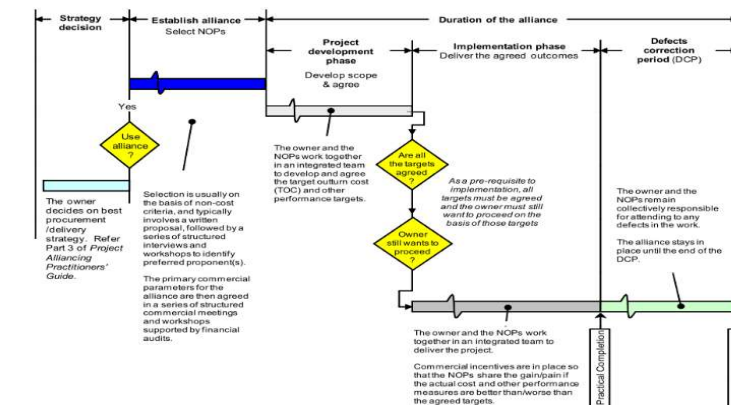 Strategy
decision
Establish alliance
Select NOPs
Duration of the alliance
Project
development
phase
Develop scope
& agree
Implementation phase
Deliver the agreed outcomes
Defects
correction
period (DCP)
Yes
Use
alliance
?
The owner
decides on best
procurement
/delivery
strategy. Refer
Part 3 of Project
Alliancing
Practitioners'
Guide.
Selection is usually on
the basis of non-cost
criteria, and typically
involves a written
proposal, followed by a
series of structured
interviews and
workshops to identify
preferred proponent(s).
The primary commercial
parameters for the
alliance are then agreed
in a series of structured
commercial meetings
and workshops
supported by financial
audits.
The owner and the
NOPs work together
in an integrated team
to develop and agree
the target outturn cost
(TOC) and other
performance targets.
Are all
the targets
agreed
?
As a pre-requisite to
implementation, all
targets must be agreed
and the owner must still
want to proceed on the
basis of those targets
Owner
still wants to
proceed
?
The owner and the
NOPs remain
collectively responsible
for attending to any
defects in the work.
The alliance stays in
place until the end of the
DCP.
The owner and the NOPs work
together in an integrated team to
deliver the project.
Commercial incentives are in place so
that the NOPs share the gain/pain if
the actual cost and other performance
measures are better than/worse than
the agreed targets.
Practical Completion